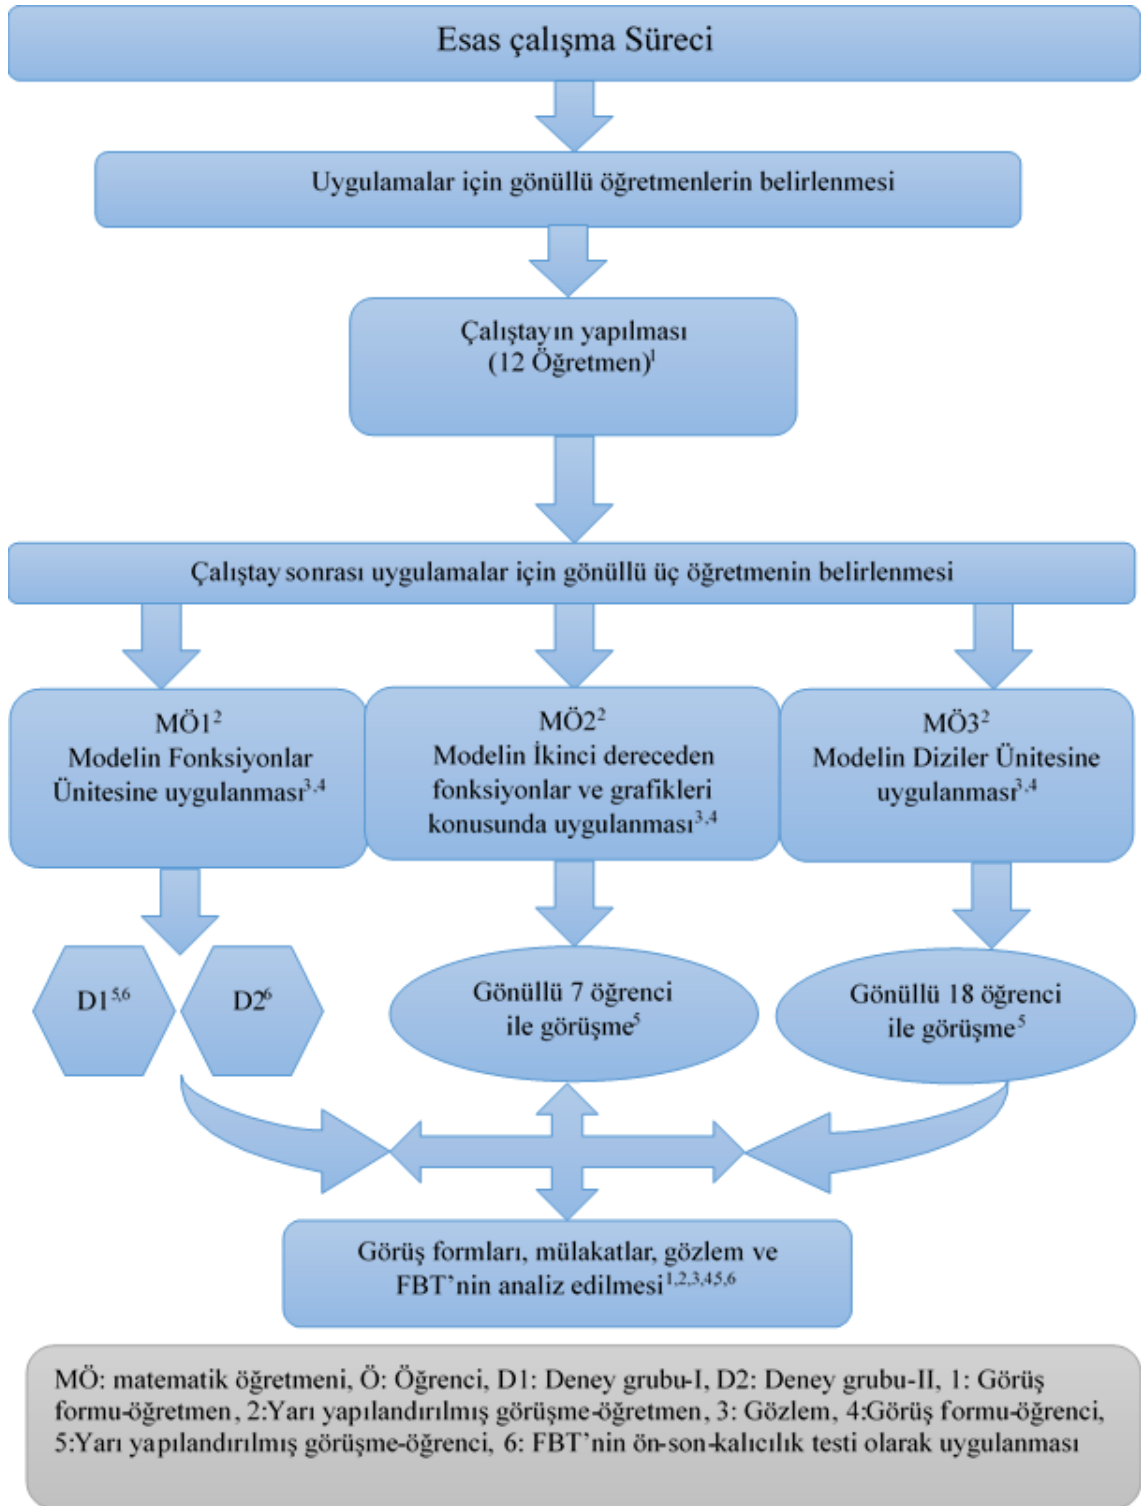 Esas çalışma Süreci
Uygulamalar için gönüllü öğretmenlerin belirlenmesi
Çalıştayın yapılması
(12 Öğretmen)¹
Çalıştay sonrası uygulamalar için gönüllü üç öğretmenin belirlenmesi
MÖ1²
Modelin Fonksiyonlar
Ünitesine uygulanması³,⁴
MÖ2²
Modelin İkinci dereceden
fonksiyonlar ve grafikleri
konusunda uygulanması³,⁴
MÖ3²
Modelin Diziler Ünitesine
uygulanması³,⁴
D1⁵,⁶
D2⁶
Gönüllü 7 öğrenci
ile görüşme⁵
Gönüllü 18 öğrenci
ile görüşme⁵
Görüş formları, mülakatlar, gözlem ve
FBT’nin analiz edilmesi¹,²,³,⁴,⁵,⁶
MÖ: matematik öğretmeni, Ö: Öğrenci, D1: Deney grubu-I, D2: Deney grubu-II, 1: Görüş
formu-öğretmen, 2:Yarı yapılandırılmış görüşme-öğretmen, 3: Gözlem, 4:Görüş formu-öğrenci,
5:Yarı yapılandırılmış görüşme-öğrenci, 6: FBT’nin ön-son-kalıcılık testi olarak uygulanması